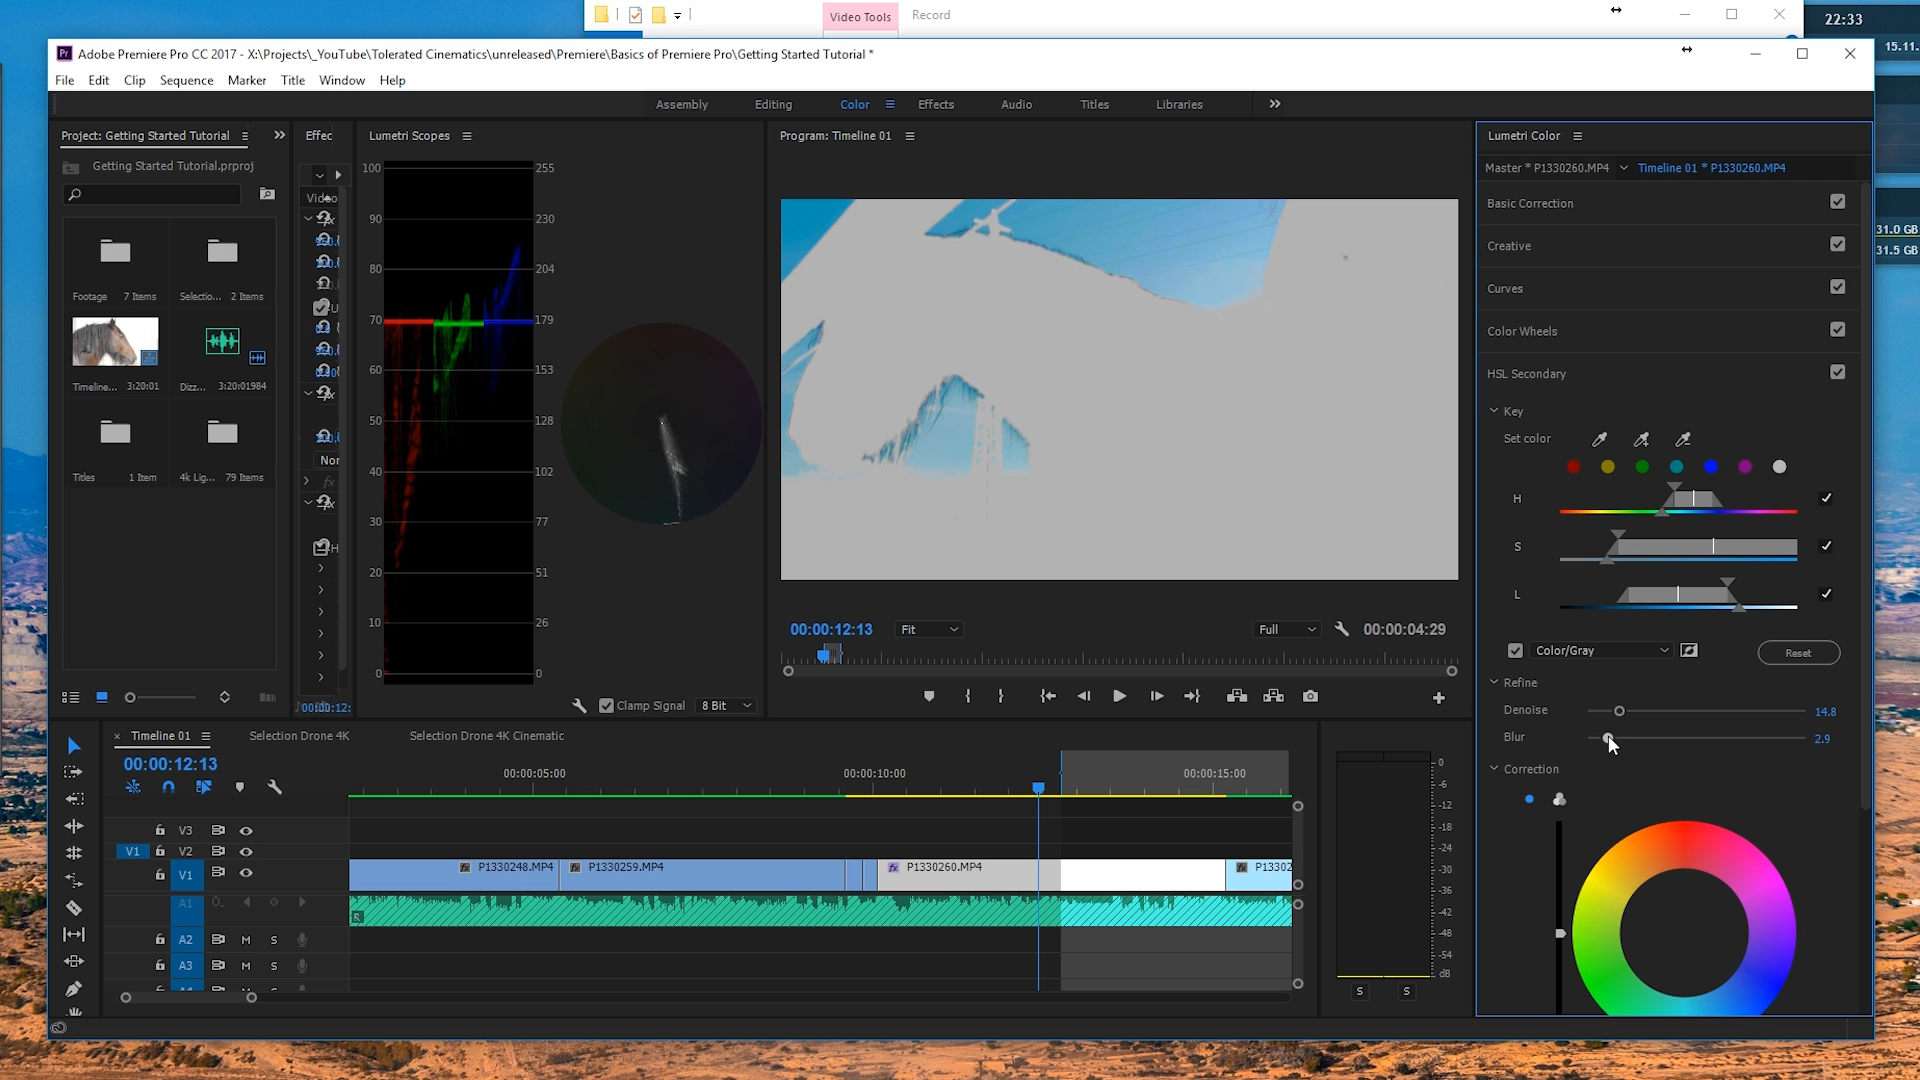 Video Tools
Record
22:33
15.11.
Adobe Premiere Pro CC 2017 - X:\Projects\_YouTube\Tolerated Cinematics\unreleased\Premiere\Basics of Premiere Pro\Getting Started Tutorial *
File Edit Clip Sequence Marker Title Window Help
Assembly Editing Color Effects Audio Titles Libraries
Project: Getting Started Tutorial
Effec
Lumetri Scopes
Program: Timeline 01
Lumetri Color
Getting Started Tutorial.prproj
Master * P1330260.MP4
Timeline 01 * P1330260.MP4
Footage 7 Items
Selectio... 2 Items
Timeline... 3:20:01
Dizz... 3:20:01984
Titles 1 Item
4k Lig... 79 Items
100 255
90 230
80 204
70 179
60 153
50 128
40 102
30 77
20 51
10 26
0 0
Clamp Signal 8 Bit
00:00:12:13
Fit
Full
00:00:04:29
Basic Correction
Creative
Curves
Color Wheels
HSL Secondary
Key
Set color
H
S
L
Color/Gray
Reset
Refine
Denoise 14.8
Blur 2.9
Correction
31.0 GB
31.5 GB
Timeline 01
Selection Drone 4K
Selection Drone 4K Cinematic
00:00:12:13
00:00:05:00
00:00:10:00
00:00:15:00
V3
V1 V2
V1
P1330248.MP4
P1330259.MP4
P1330260.MP4
P13302
A1
R
A2 M S
A3 M S
0
-6
-12
-18
-24
-30
-36
-42
-48
-54
dB
S S